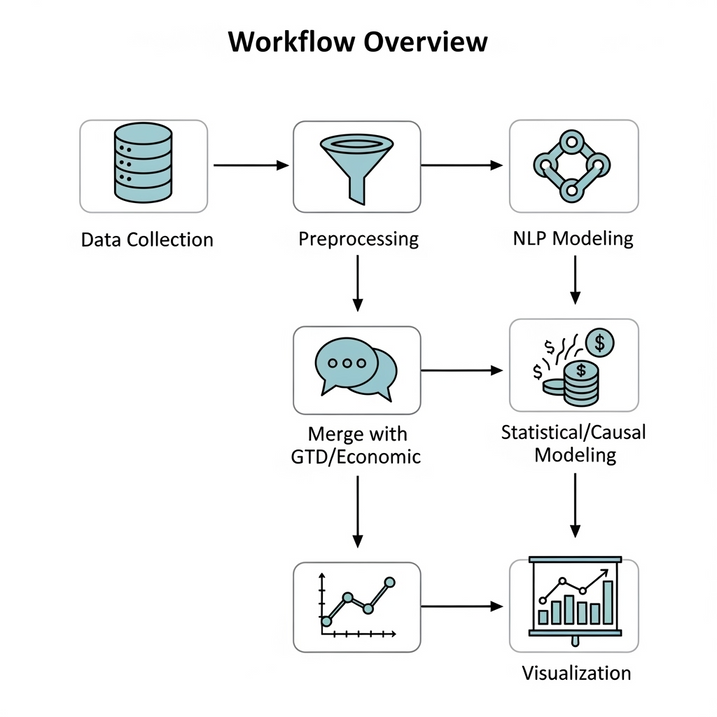 Workflow Overview
Data Collection
Preprocessing
NLP Modeling
$
$
$
$
Merge with
GTD/Economic
Statistical/Causal
Modeling
Visualization